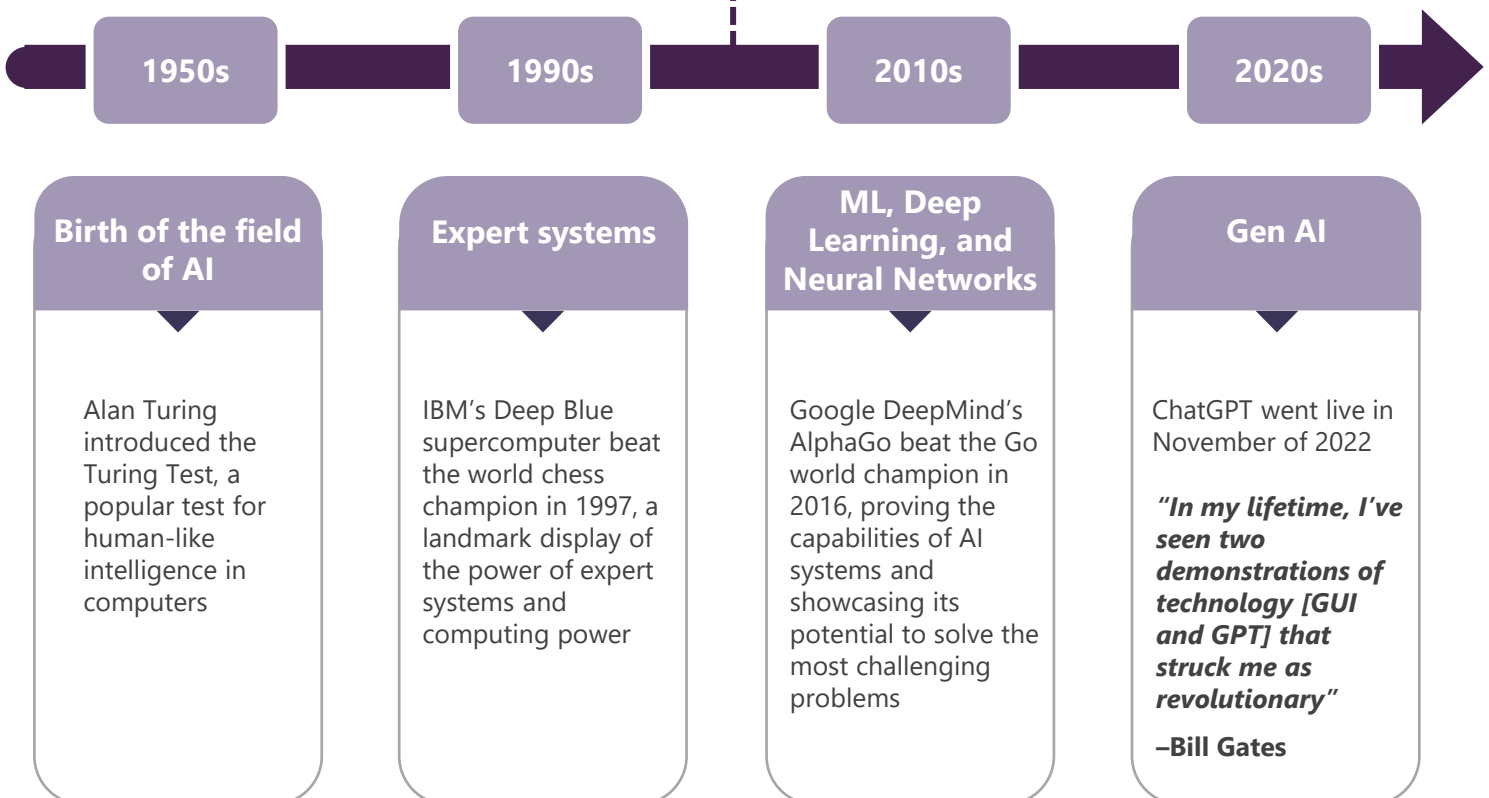 1950s
1990s
2010s
2020s
Birth of the field
of AI
Alan Turing
introduced the
Turing Test, a
popular test for
human-like
intelligence in
computers
Expert systems
IBM’s Deep Blue
supercomputer beat
the world chess
champion in 1997, a
landmark display of
the power of expert
systems and
computing power
ML, Deep
Learning, and
Neural Networks
Google DeepMind’s
AlphaGo beat the Go
world champion in
2016, proving the
capabilities of AI
systems and
showcasing its
potential to solve the
most challenging
problems
Gen AI
ChatGPT went live in
November of 2022
“In my lifetime, I’ve
seen two
demonstrations of
technology [GUI
and GPT] that
struck me as
revolutionary”
–Bill Gates